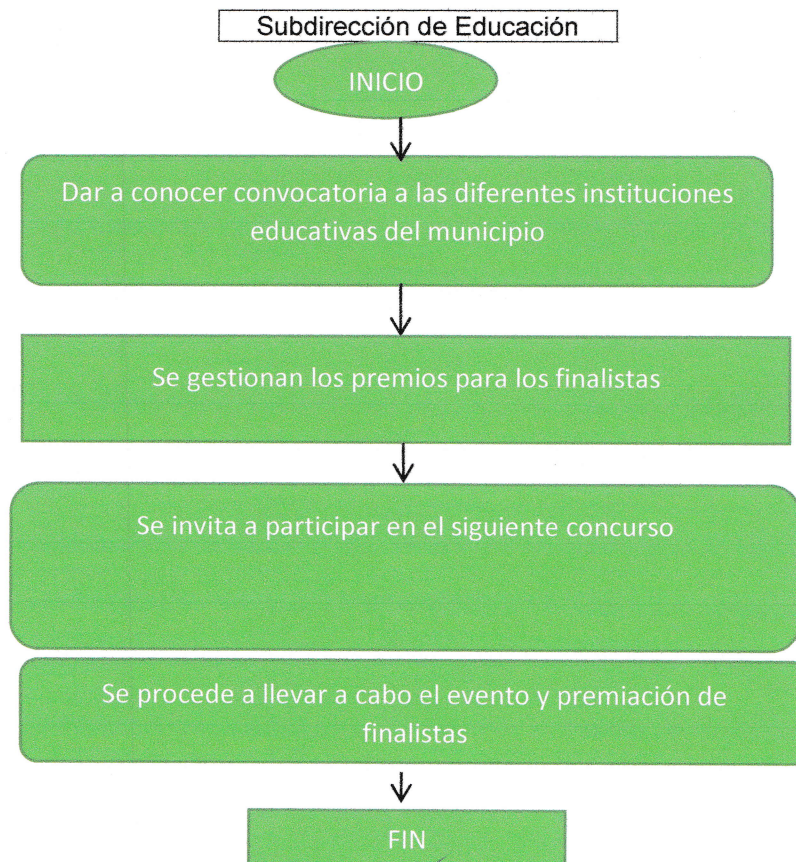 Subdirección de Educación
INICIO
Dar a conocer convocatoria a las diferentes instituciones
educativas del municipio
Se gestionan los premios para los finalistas
Se invita a participar en el siguiente concurso
Se procede a llevar a cabo el evento y premiación de
finalistas
FIN